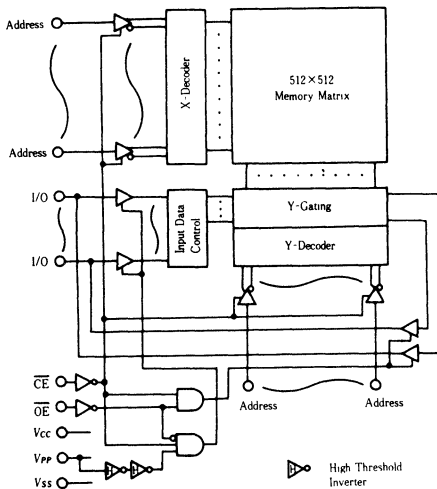 Address
X-Decoder
512×512
Memory Matrix
Address
I/O
Input Data
Control
Y-Gating
I/O
Y-Decoder
CE
OE
Address
Address
VCC
VPP
H
H
VSS
H
High Threshold
Inverter